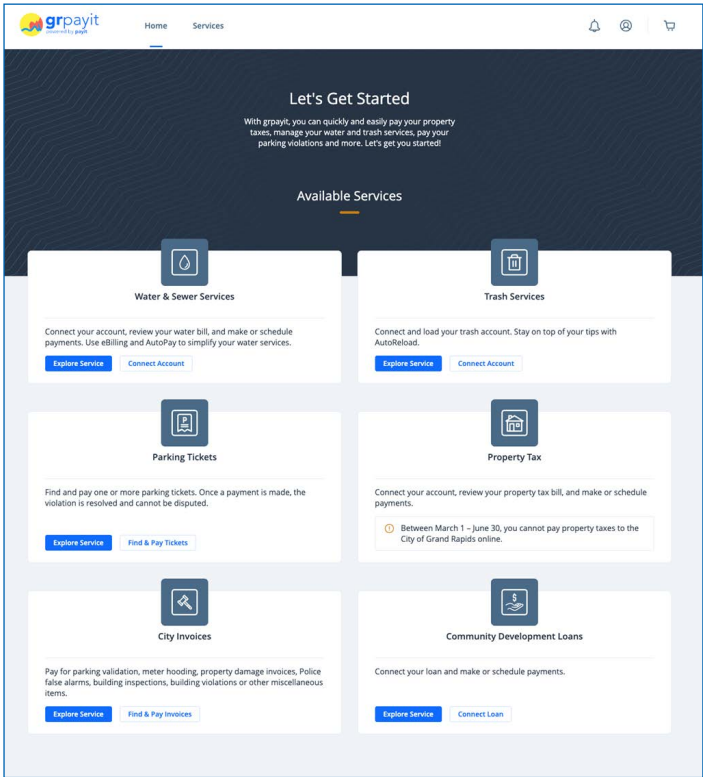 grpayit
powered by payit
Home
Services
Let's Get Started
With grpayit, you can quickly and easily pay your property
taxes, manage your water and trash services, pay your
parking violations and more. Let's get you started!
Available Services
Water & Sewer Services
Connect your account, review your water bill, and make or schedule
payments. Use eBilling and AutoPay to simplify your water services.
Explore Service
Connect Account
Trash Services
Connect and load your trash account. Stay on top of your tips with
AutoReload.
Explore Service
Connect Account
P
Parking Tickets
Find and pay one or more parking tickets. Once a payment is made, the
violation is resolved and cannot be disputed.
Explore Service
Find & Pay Tickets
Property Tax
Connect your account, review your property tax bill, and make or schedule
payments.
Between March 1 – June 30, you cannot pay property taxes to the
City of Grand Rapids online.
City Invoices
Pay for parking validation, meter hooding, property damage invoices, Police
false alarms, building inspections, building violations or other miscellaneous
items.
Explore Service
Find & Pay Invoices
$
Community Development Loans
Connect your loan and make or schedule payments.
Explore Service
Connect Loan